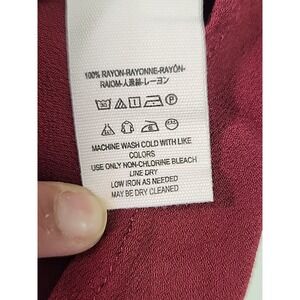 100% RAYON-RAYONNE-RAYÓN-
RAIOM-人造絲-レーヨン
MACHINE WASH COLD WITH LIKE
COLORS
USE ONLY NON-CHLORINE BLEACH
LINE DRY
LOW IRON AS NEEDED
MAY BE DRY CLEANED